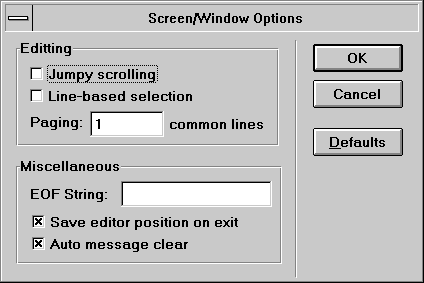 Screen/Window Options
Editting
Jumpy scrolling
Line-based selection
Paging: 1 common lines
Miscellaneous
EOF String:
Save editor position on exit
Auto message clear
OK
Cancel
Defaults